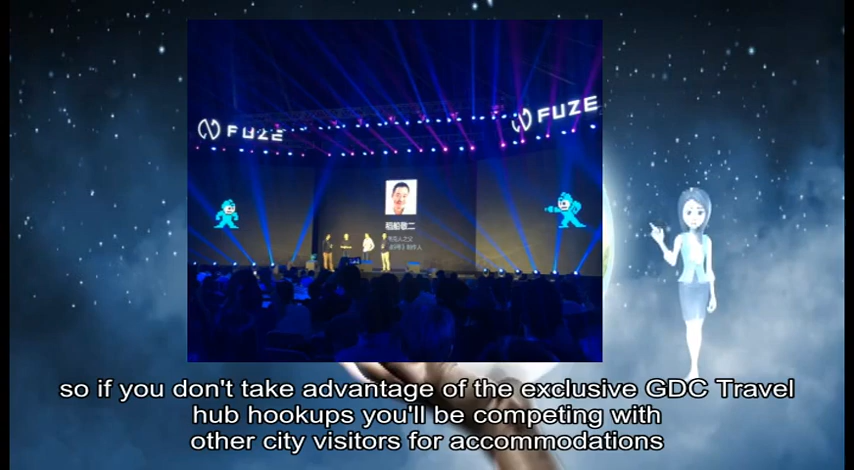 FUZE
FUZE
稻船敬二
so if you don't take advantage of the exclusive GDC Travel
hub hookups you'll be competing with
other city visitors for accommodations